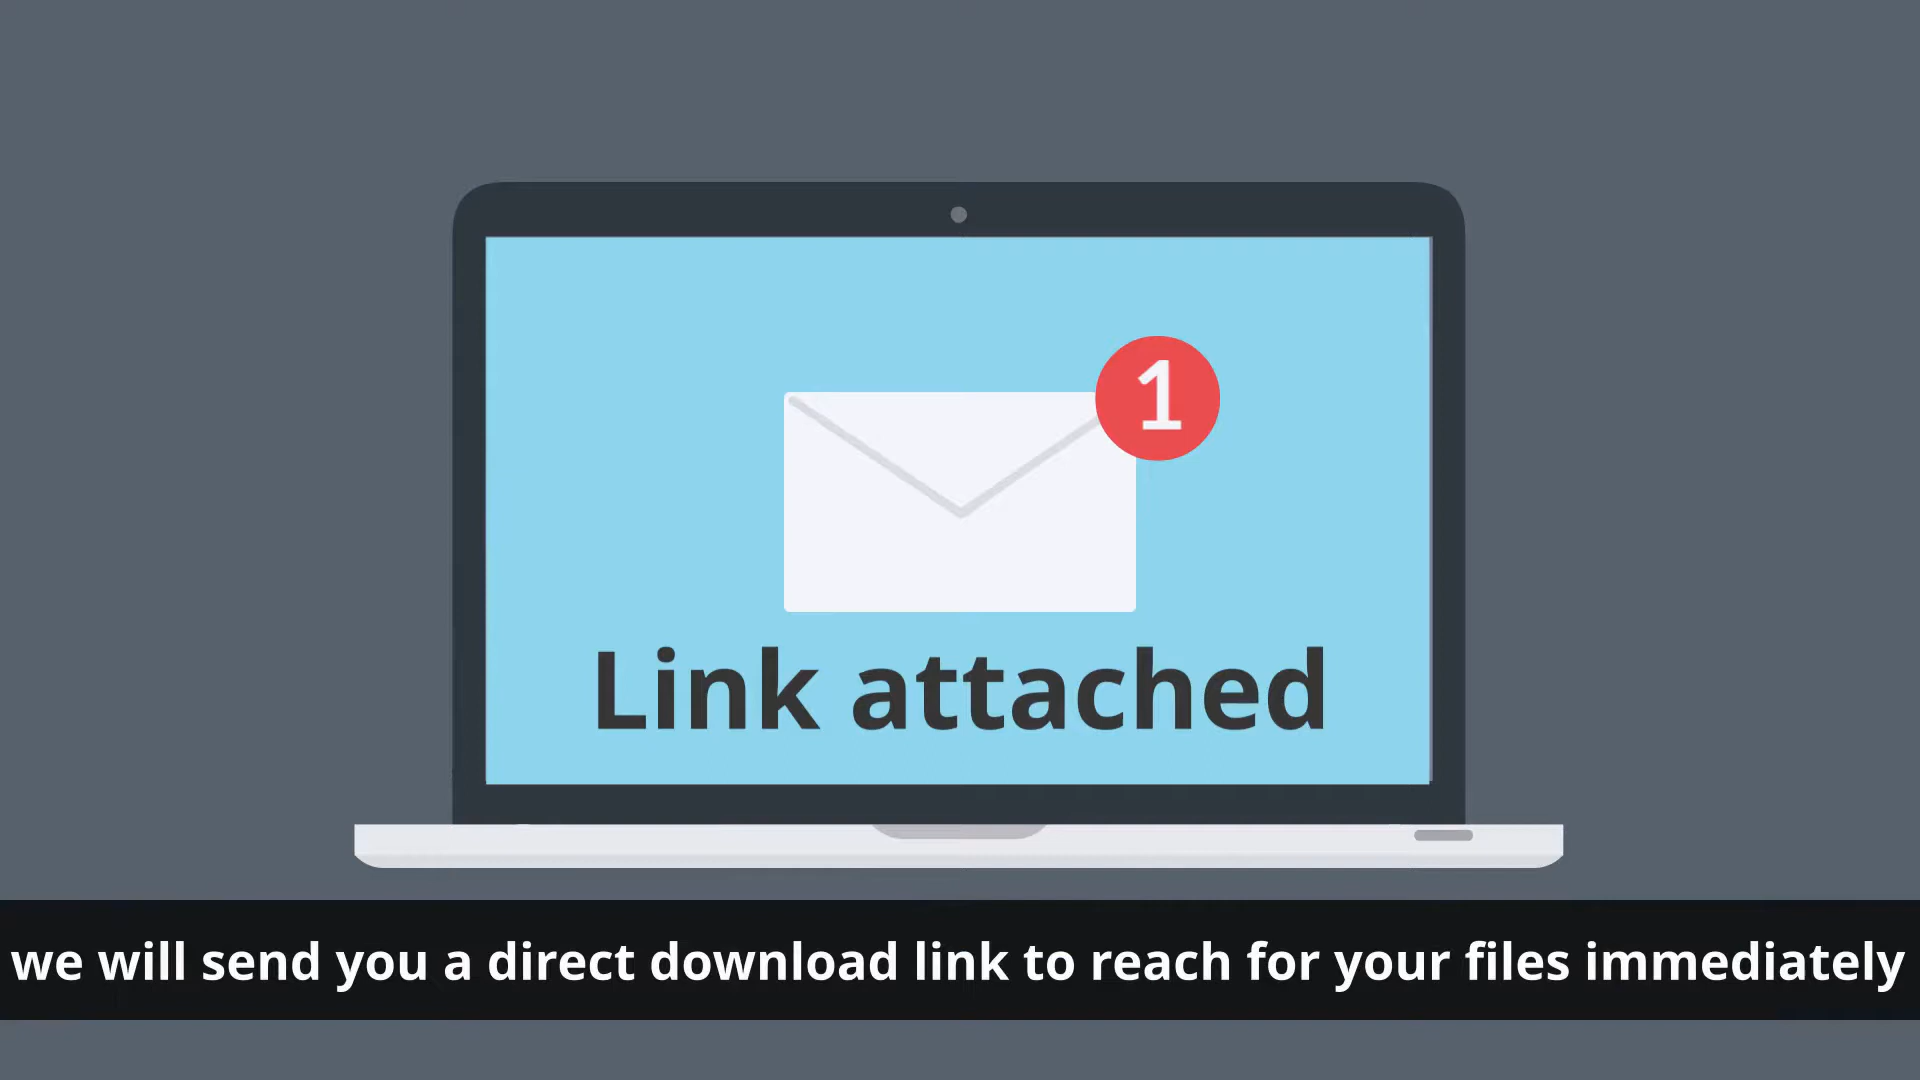 1
Link attached
we will send you a direct download link to reach for your files immediately